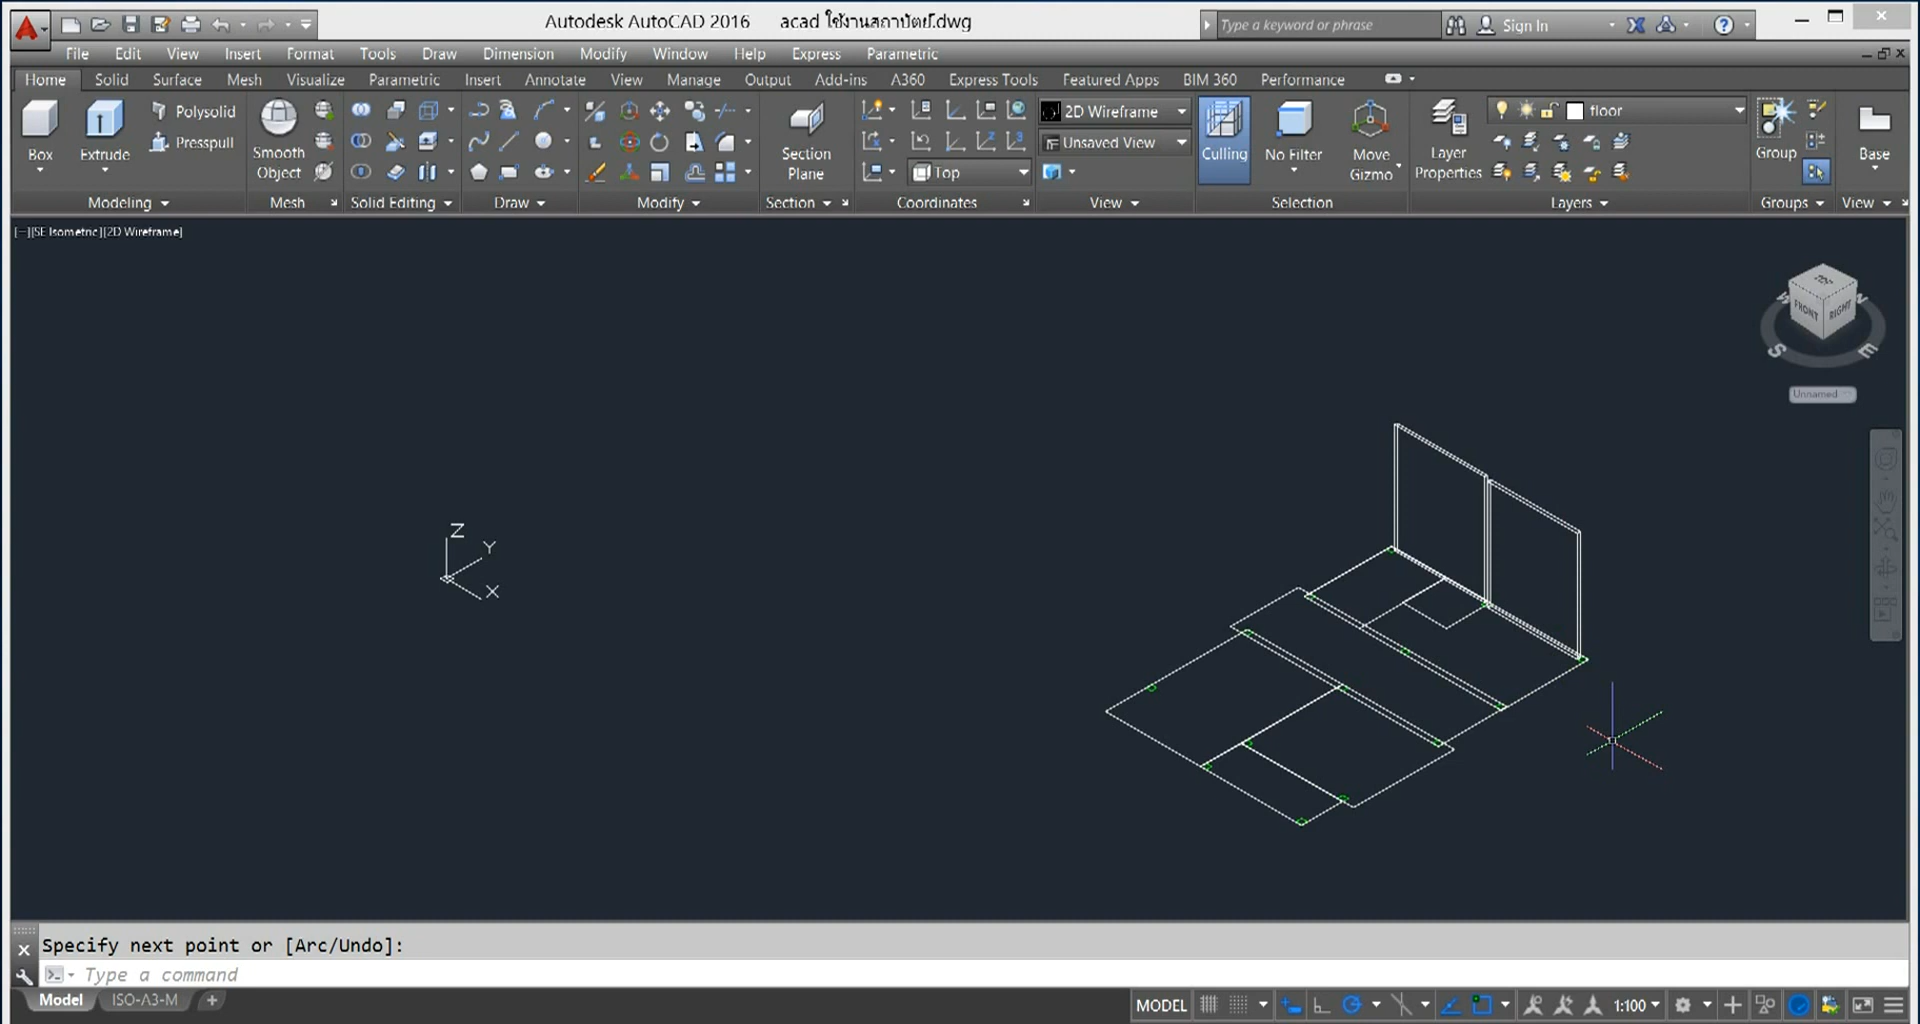 Autodesk AutoCAD 2016 acad ใช้งานสถาปัตย์.dwg
Type a keyword or phrase
Sign In
File Edit View Insert Format Tools Draw Dimension Modify Window Help Express Parametric
Home Solid Surface Mesh Visualize Parametric Insert Annotate View Manage Output Add-ins A360 Express Tools Featured Apps BIM 360 Performance
Box
Extrude
Polysolid
Presspull
Smooth Object
Section Plane
Top
2D Wireframe
Unsaved View
Culling
No Filter
Move Gizmo
Layer Properties
floor
Group
Base
Modeling Mesh Solid Editing Draw Modify Section Coordinates View Selection Layers Groups View
[−][SE Isometric][2D Wireframe]
TOP
FRONT RIGHT
S E
Unnamed
Z
Y
X
Specify next point or [Arc/Undo]:
Type a command
Model ISO-A3-M +
MODEL 1:100